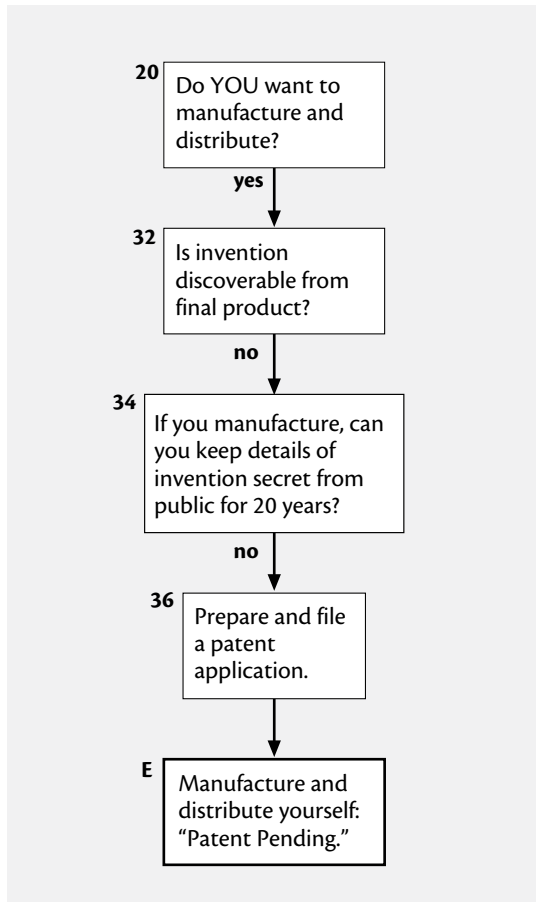 20
Do YOU want to
manufacture and
distribute?
yes
32
Is invention
discoverable from
final product?
no
34
If you manufacture, can
you keep details of
invention secret from
public for 20 years?
no
36
Prepare and file
a patent
application.
E
Manufacture and
distribute yourself:
“Patent Pending.”